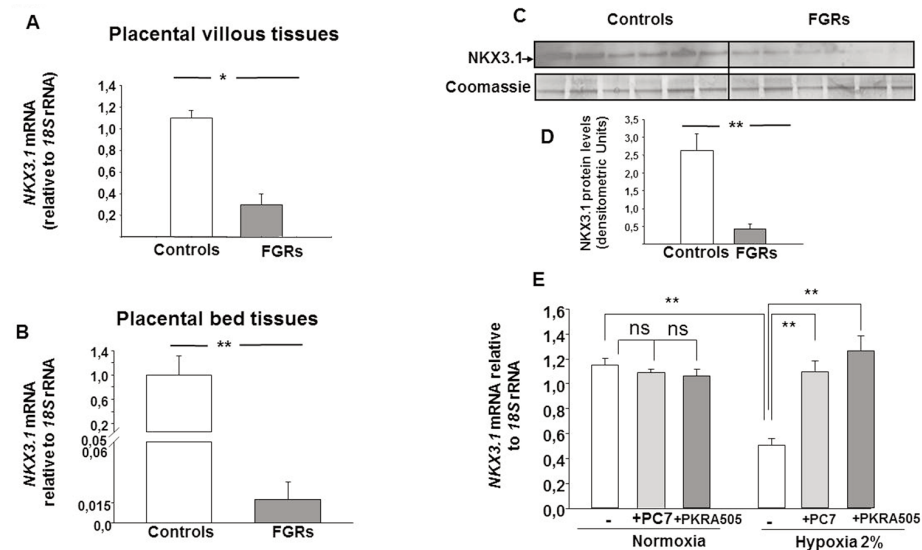 A
Placental villous tissues
*
NKX3.1 mRNA
(relative to 18S rRNA)
1,4
1,2
1,0
0,8
0,6
0,4
0,2
Controls
FGRs
B
Placental bed tissues
**
NKX3.1 mRNA
relative to 18S rRNA
1,4
1,2
1,0
0,6
0,2
0,05
0,06
0,015
0,0
Controls
FGRs
C
Controls
FGRs
NKX3.1
Coomassie
D
**
NKX3.1 protein levels
(densitometric Units)
3,5
3,0
2,5
1,5
1,0
0,5
Controls
FGRs
E
NKX3.1 mRNA relative
to 18S rRNA
1,6
1,4
1,2
1,0
0,8
0,6
0,4
0,2
0,0
**
ns
ns
**
**
-
+PC7
+PKRA505
-
+PC7
+PKRA505
Normoxia
Hypoxia 2%